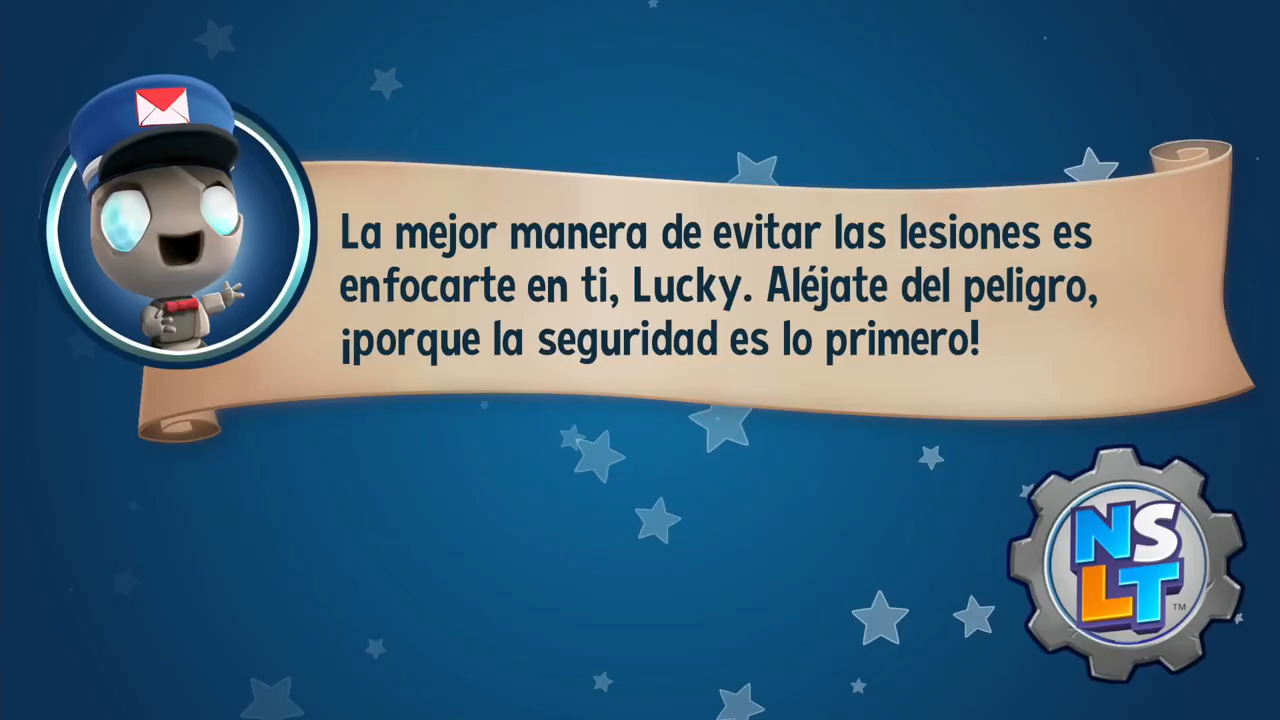 La mejor manera de evitar las lesiones es
enfocarte en ti, Lucky. Aléjate del peligro,
¡porque la seguridad es lo primero!
NS
LT™